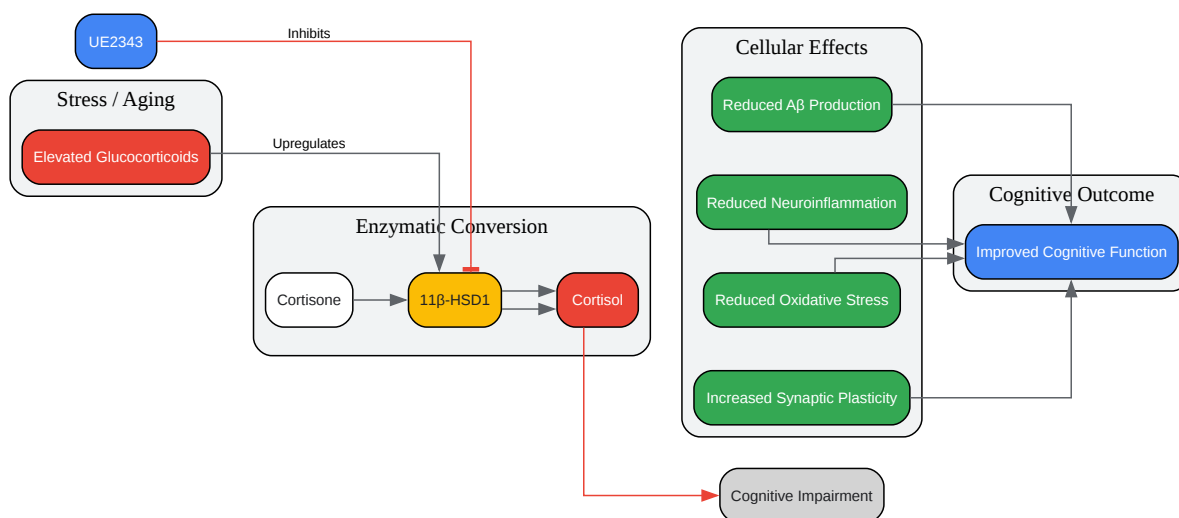 UE2343
Inhibits
Stress / Aging
Elevated Glucocorticoids
Upregulates
Enzymatic Conversion
Cortisone
11β-HSD1
Cortisol
Cellular Effects
Reduced Aβ Production
Reduced Neuroinflammation
Reduced Oxidative Stress
Increased Synaptic Plasticity
Cognitive Outcome
Improved Cognitive Function
Cognitive Impairment